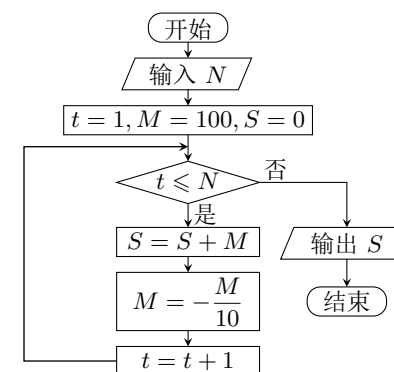 开始
输入 N
t = 1, M = 100, S = 0
t ⩽ N
否
是
S = S + M
输出 S
M = −M/10
结束
t = t + 1